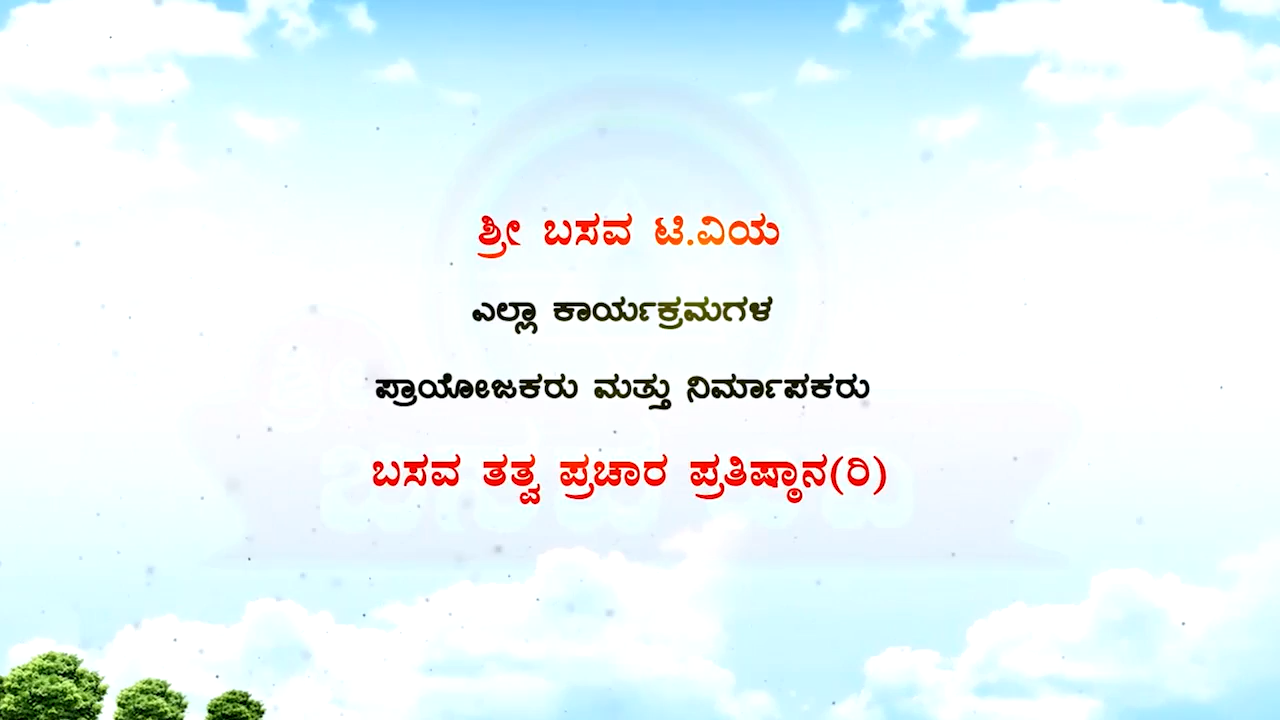 ಶ್ರೀ ಬಸವ ಟಿ.ವಿಯ
ಎಲ್ಲಾ ಕಾರ್ಯಕ್ರಮಗಳ
ಪ್ರಾಯೋಜಕರು ಮತ್ತು ನಿರ್ಮಾಪಕರು
ಬಸವ ತತ್ವ ಪ್ರಚಾರ ಪ್ರತಿಷ್ಠಾನ(ರಿ)